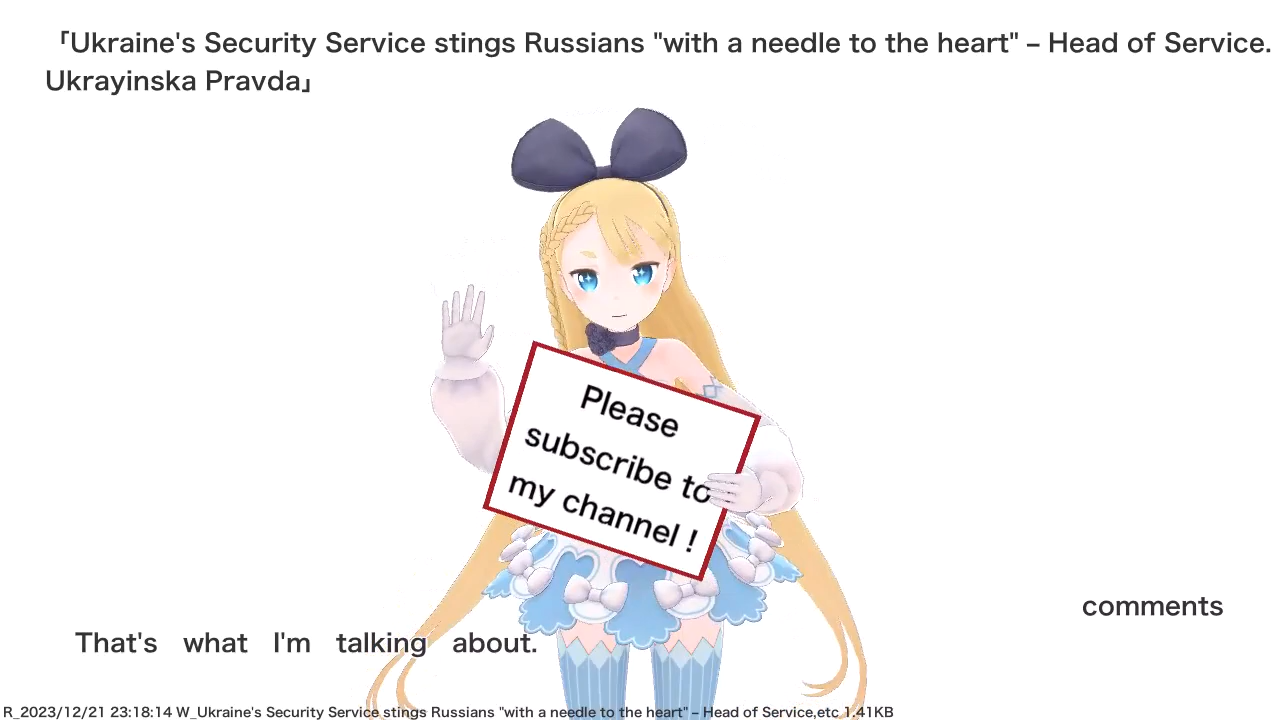 「Ukraine's Security Service stings Russians "with a needle to the heart" – Head of Service.
Ukrayinska Pravda」
Please
subscribe to
my channel !
comments
That's what I'm talking about.
R_2023/12/21 23:18:14 W_Ukraine's Security Service stings Russians "with a needle to the heart" – Head of Service,etc 1.41KB